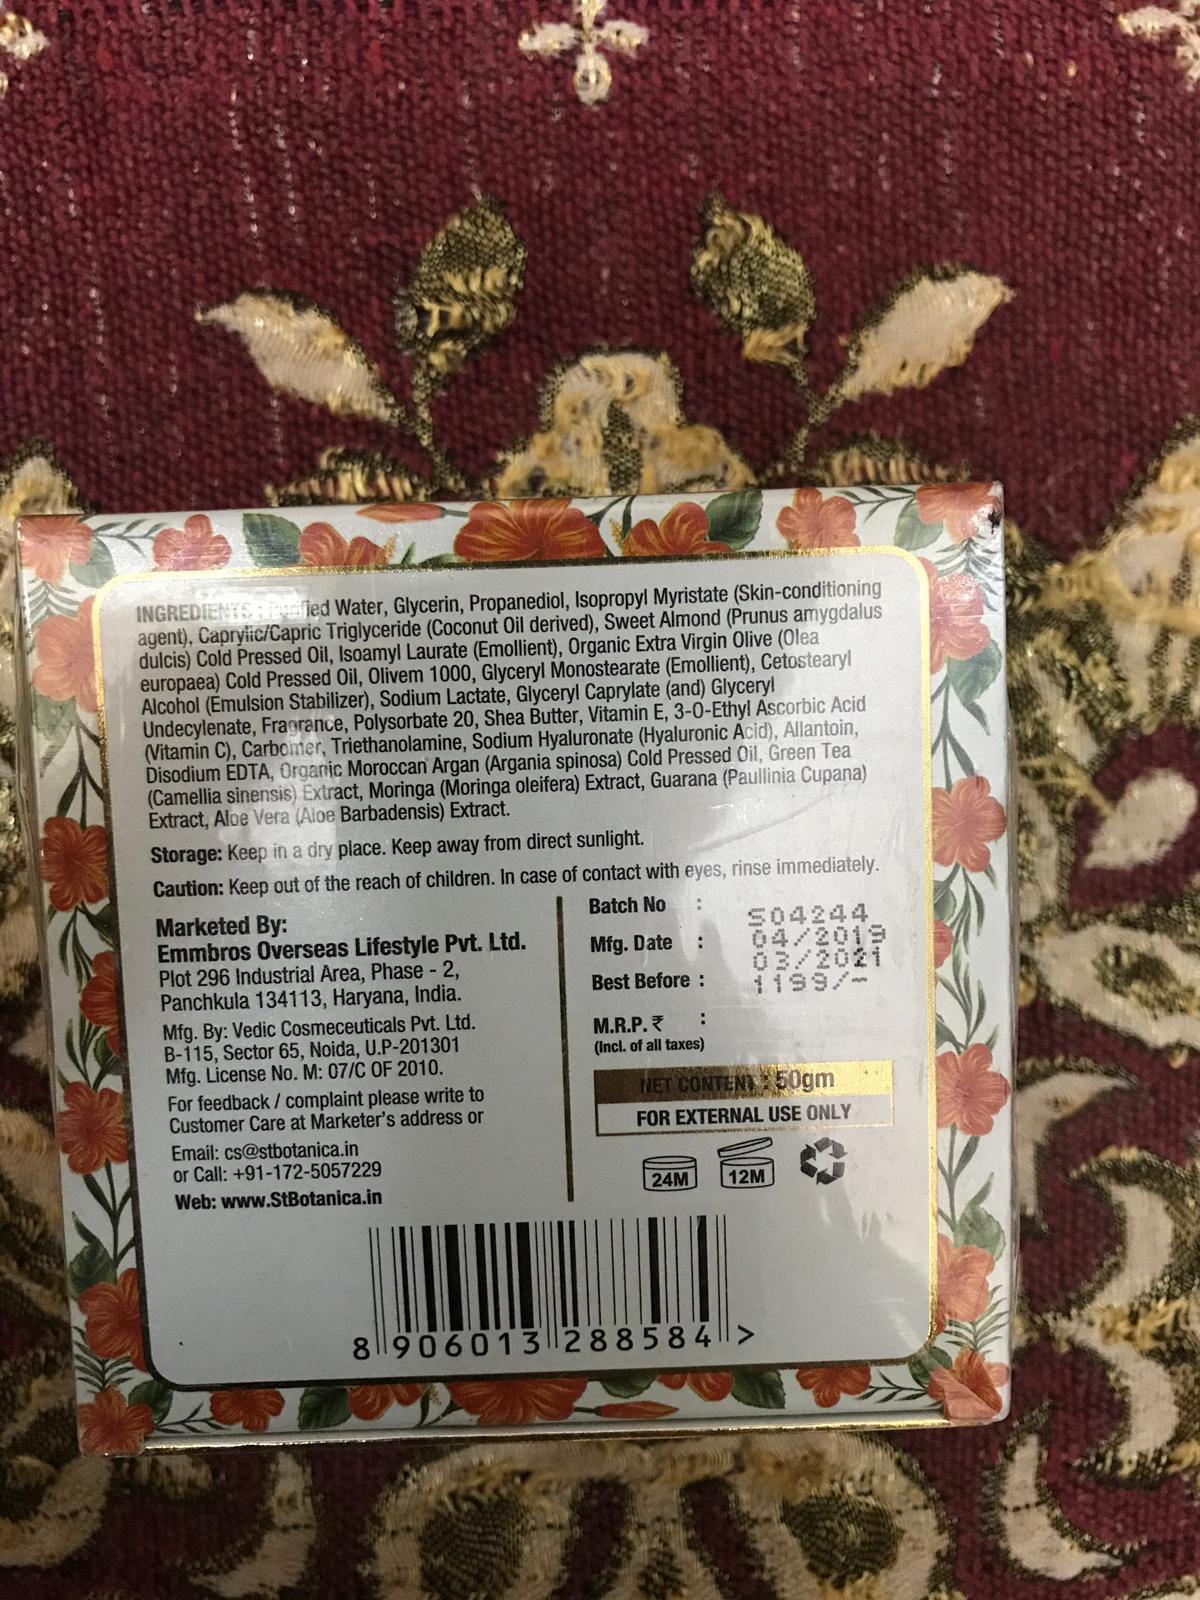 INGREDIENTS : Purified Water, Glycerin, Propanediol, Isopropyl Myristate (Skin-conditioning
agent), Caprylic/Capric Triglyceride (Coconut Oil derived), Sweet Almond (Prunus amygdalus
dulcis) Cold Pressed Oil, Isoamyl Laurate (Emollient), Organic Extra Virgin Olive (Olea
europaea) Cold Pressed Oil, Olivem 1000, Glyceryl Monostearate (Emollient), Cetostearyl
Alcohol (Emulsion Stabilizer), Sodium Lactate, Glyceryl Caprylate (and) Glyceryl
Undecylenate, Fragrance, Polysorbate 20, Shea Butter, Vitamin E, 3-O-Ethyl Ascorbic Acid
(Vitamin C), Carbomer, Triethanolamine, Sodium Hyaluronate (Hyaluronic Acid), Allantoin,
Disodium EDTA, Organic Moroccan Argan (Argania spinosa) Cold Pressed Oil, Green Tea
(Camellia sinensis) Extract, Moringa (Moringa oleifera) Extract, Guarana (Paullinia Cupana)
Extract, Aloe Vera (Aloe Barbadensis) Extract.
Storage: Keep in a dry place. Keep away from direct sunlight.
Caution: Keep out of the reach of children. In case of contact with eyes, rinse immediately.
Marketed By:
Emmbros Overseas Lifestyle Pvt. Ltd.
Plot 296 Industrial Area, Phase - 2,
Panchkula 134113, Haryana, India.
Mfg. By: Vedic Cosmeceuticals Pvt. Ltd.
B-115, Sector 65, Noida, U.P-201301
Mfg. License No. M: 07/C OF 2010.
For feedback / complaint please write to
Customer Care at Marketer's address or
Email: cs@stbotanica.in
or Call: +91-172-5057229
Web: www.StBotanica.in
Batch No : S04244
Mfg. Date : 04/2019
Best Before : 03/2021
M.R.P. ₹ : 1199/-
(Incl. of all taxes)
NET CONTENT : 50gm
FOR EXTERNAL USE ONLY
24M 12M
8 906013 288584 >